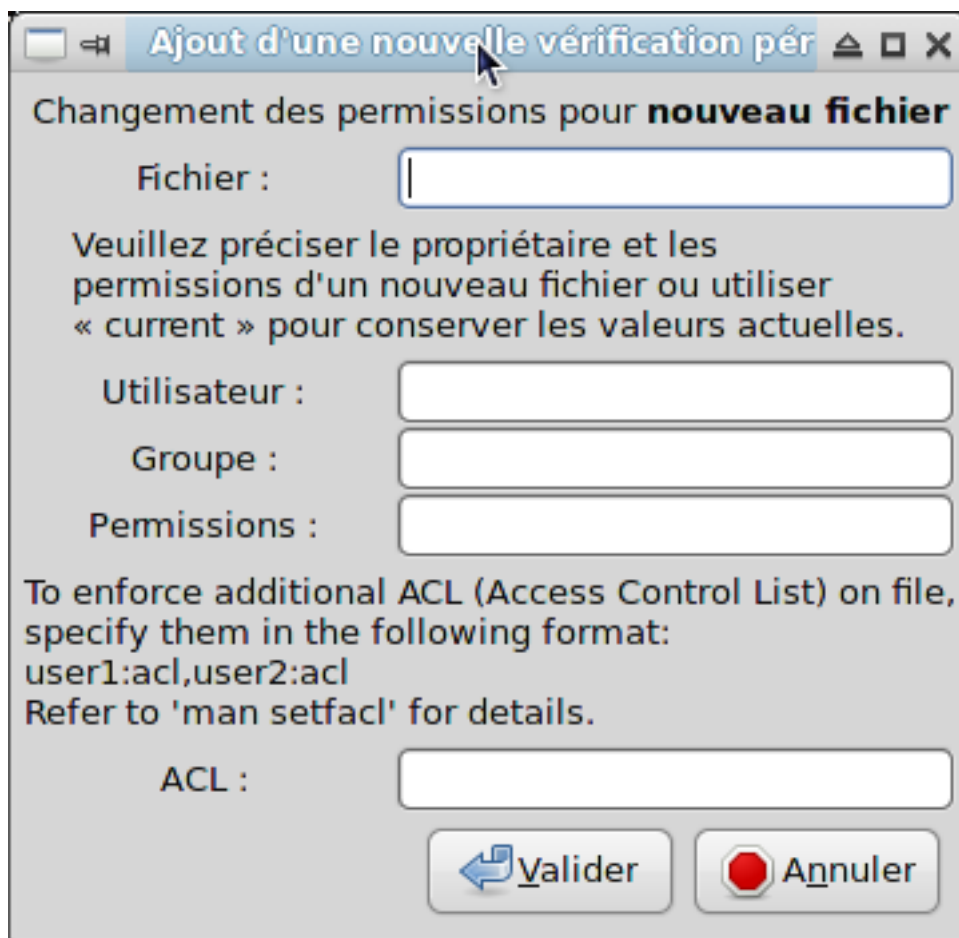 Ajout d'une nouvelle vérification pér
Changement des permissions pour nouveau fichier
Fichier :
Veuillez préciser le propriétaire et les
permissions d'un nouveau fichier ou utiliser
« current » pour conserver les valeurs actuelles.
Utilisateur :
Groupe :
Permissions :
To enforce additional ACL (Access Control List) on file,
specify them in the following format:
user1:acl,user2:acl
Refer to 'man setfacl' for details.
ACL :
Valider Annuler